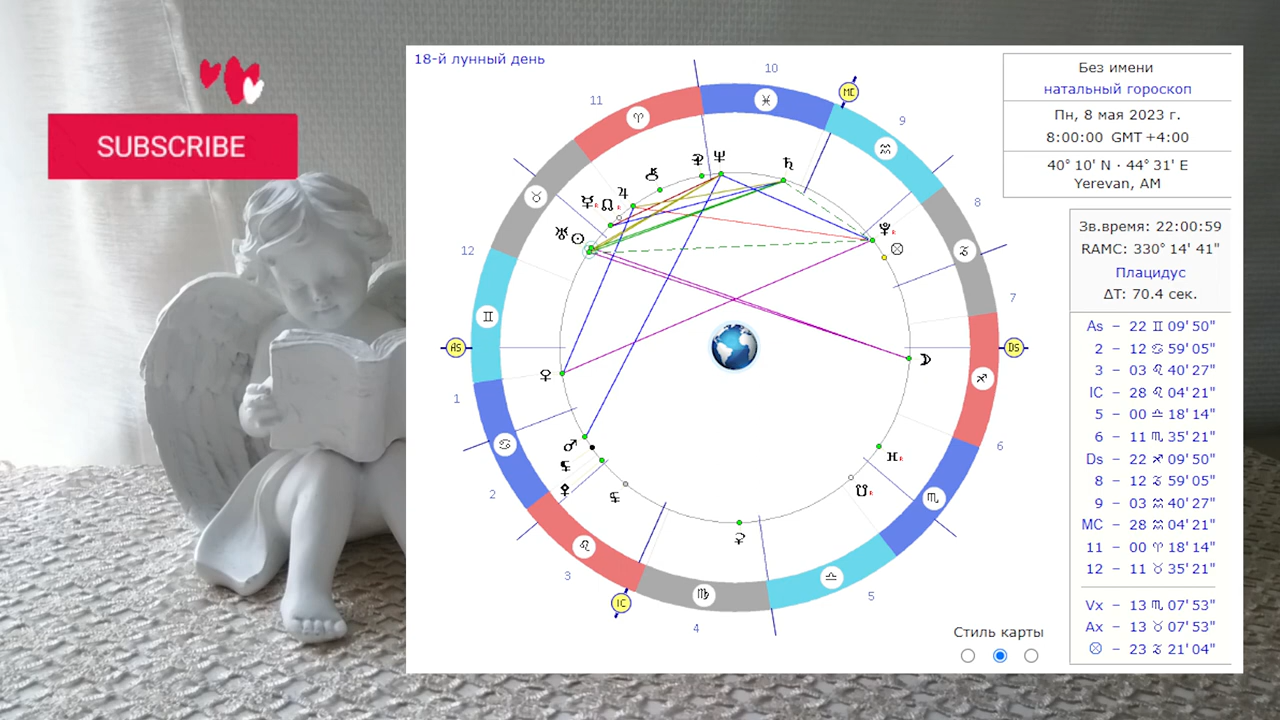 18-й лунный день
SUBSCRIBE
Без имени
натальный гороскоп
Пн, 8 мая 2023 г.
8:00:00 GMT+4:00
40° 10' N · 44° 31' E
Yerevan, AM
Зв.время: 22:00:59
RAMC: 330° 14' 41"
Плацидус
ΔT: 70.4 сек.
As – 22 ♊ 09'50"
2 – 12 ♋ 59'05"
3 – 03 ♌ 40'27"
IC – 28 ♌ 04'21"
5 – 00 ♎ 18'14"
6 – 11 ♏ 35'21"
Ds – 22 ♐ 09'50"
8 – 12 ♑ 59'05"
9 – 03 ♒ 40'27"
MC – 28 ♒ 04'21"
11 – 00 ♈ 18'14"
12 – 11 ♉ 35'21"
Vx – 13 ♏ 07'53"
Ax – 13 ♉ 07'53"
⊗ – 23 ♑ 21'04"
Стиль карты
10
MC
11
9
8
12
7
AS
DS
1
6
2
3
IC
5
4